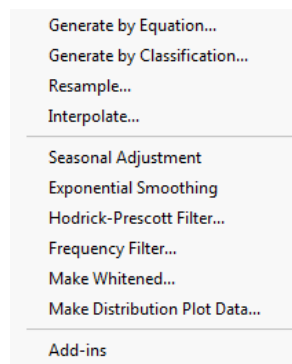 Generate by Equation...
Generate by Classification...
Resample...
Interpolate...
Seasonal Adjustment
Exponential Smoothing
Hodrick-Prescott Filter...
Frequency Filter...
Make Whitened...
Make Distribution Plot Data...
Add-ins